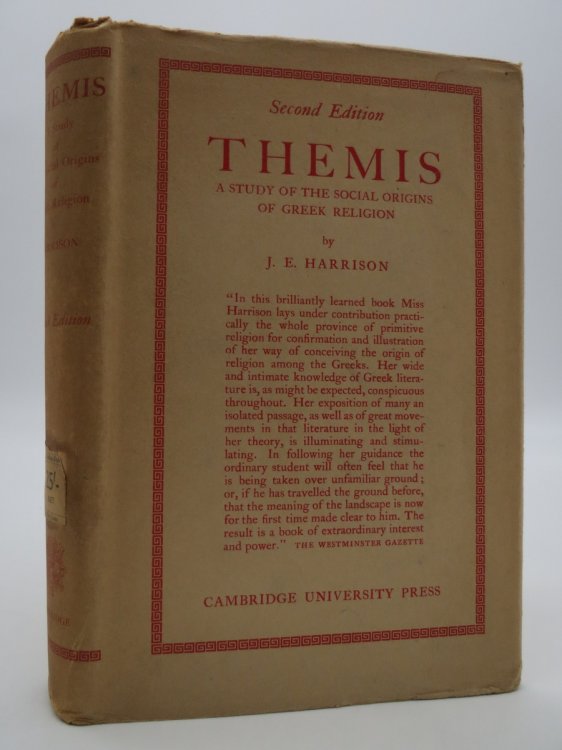 Second Edition
THEMIS
A STUDY OF THE SOCIAL ORIGINS
OF GREEK RELIGION
by
J. E. HARRISON
"In this brilliantly learned book Miss
Harrison lays under contribution practi-
cally the whole province of primitive
religion for confirmation and illustration
of her way of conceiving the origin of
religion among the Greeks. Her wide
and intimate knowledge of Greek litera-
ture is, as might be expected, conspicuous
throughout. Her exposition of many an
isolated passage, as well as of great move-
ments in that literature in the light of
her theory, is illuminating and stimu-
lating. In following her guidance the
ordinary student will often feel that he
is being taken over unfamiliar ground;
or, if he has travelled the ground before,
that the meaning of the landscape is now
for the first time made clear to him. The
result is a book of extraordinary interest
and power." THE WESTMINSTER GAZETTE
CAMBRIDGE UNIVERSITY PRESS
HEMIS
Study
of
Origins
of
Religion
Edition